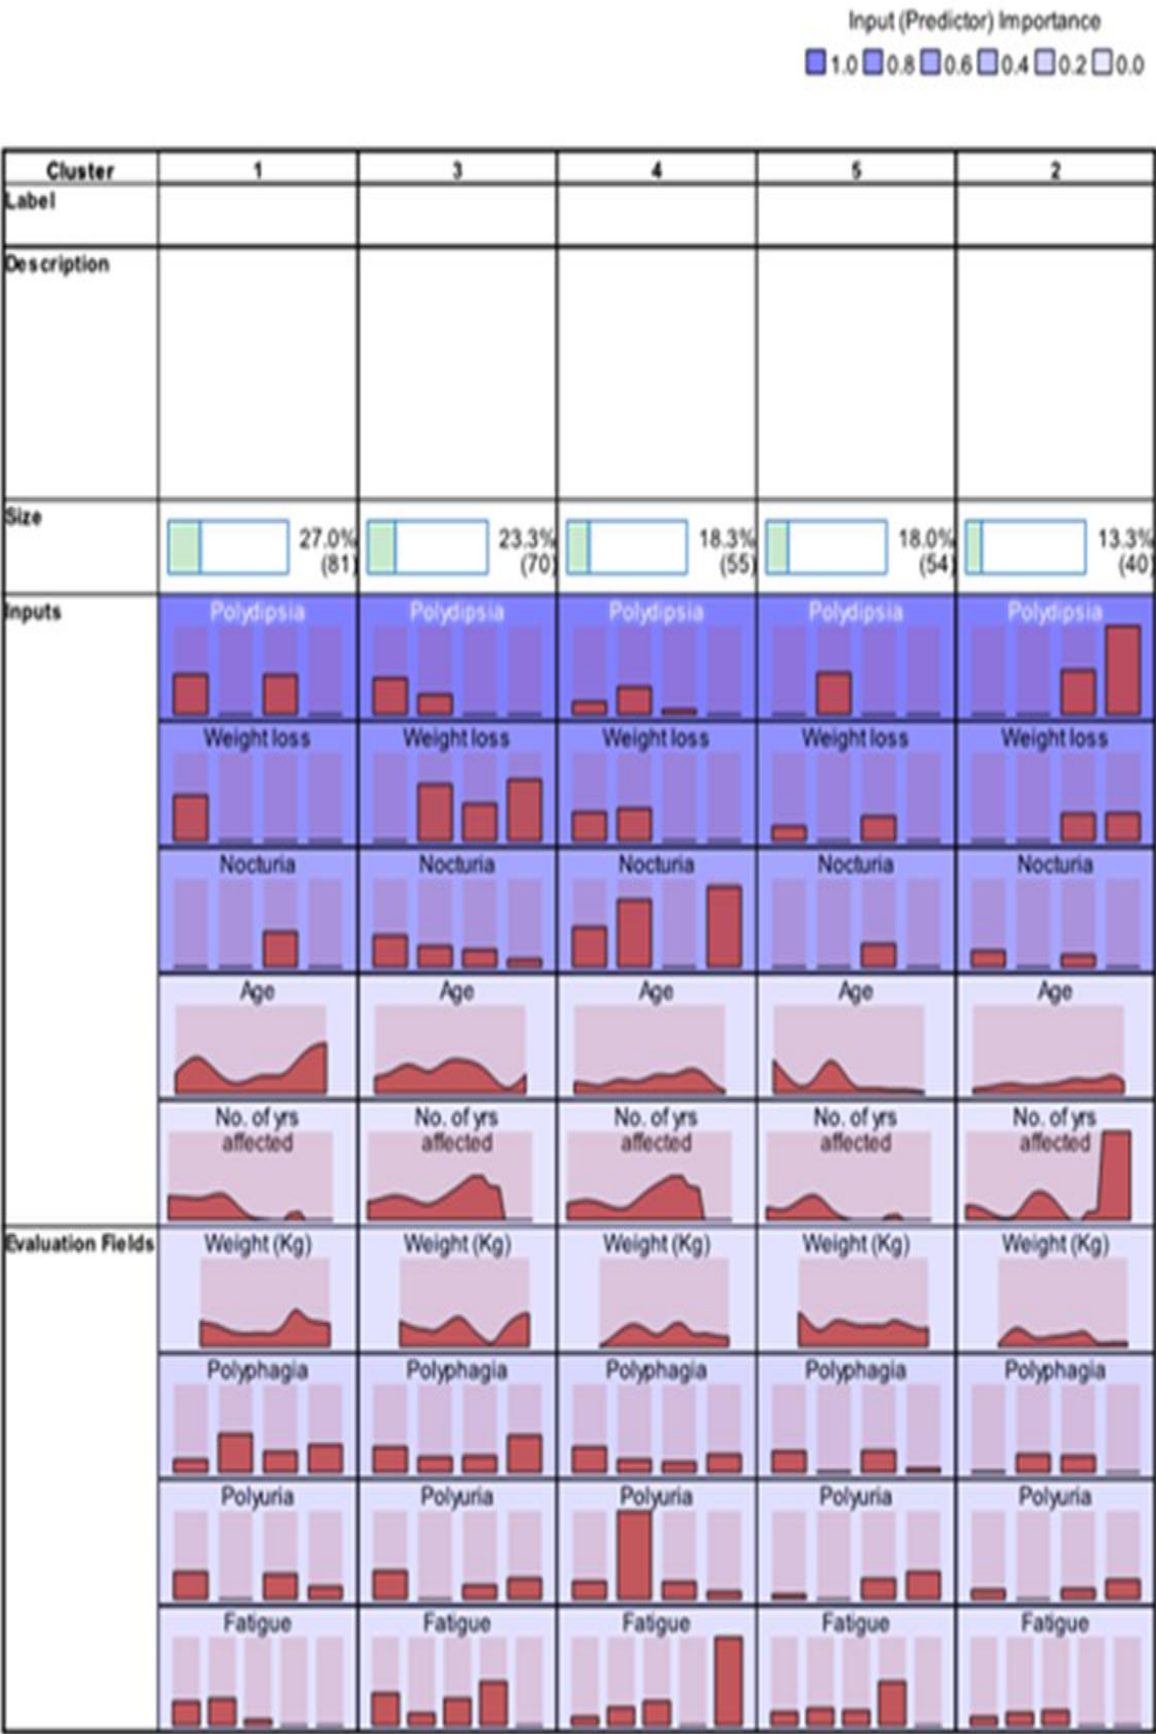 Input (Predictor) Importance
1.0 0.8 0.6 0.4 0.2 0.0
Cluster 1 3 4 5 2
Label
Description
Size
27.0% 23.3% 18.3% 18.0% 13.3%
(81) (70) (55) (54) (40)
Inputs
Polydipsia Polydipsia Polydipsia Polydipsia Polydipsia
Weight loss Weight loss Weight loss Weight loss Weight loss
Nocturia Nocturia Nocturia Nocturia Nocturia
Age Age Age Age Age
No. of yrs No. of yrs No. of yrs No. of yrs No. of yrs
affected affected affected affected affected
Evaluation Fields Weight (Kg) Weight (Kg) Weight (Kg) Weight (Kg) Weight (Kg)
Polyphagia Polyphagia Polyphagia Polyphagia Polyphagia
Polyuria Polyuria Polyuria Polyuria Polyuria
Fatigue Fatigue Fatigue Fatigue Fatigue